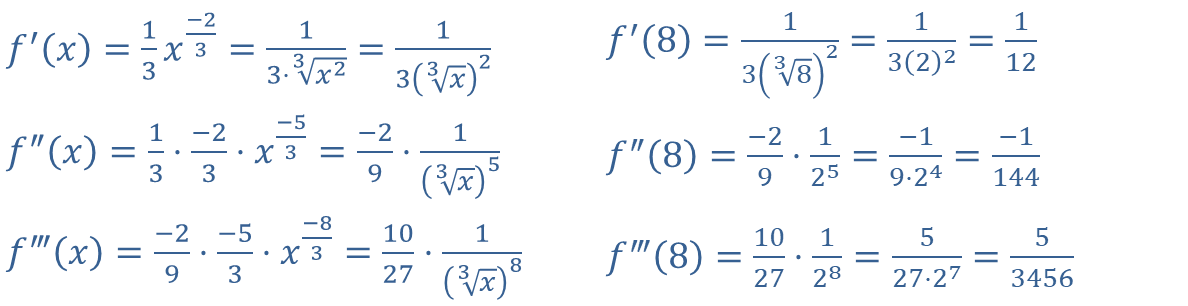 f′(x) = 1/3 x^(−2/3) = 1/(3·∛(x²)) = 1/(3(∛x)²)
f′(8) = 1/(3(∛8)²) = 1/(3(2)²) = 1/12
f″(x) = 1/3 · −2/3 · x^(−5/3) = −2/9 · 1/(∛x)⁵
f″(8) = −2/9 · 1/2⁵ = −1/(9·2⁴) = −1/144
f‴(x) = −2/9 · −5/3 · x^(−8/3) = 10/27 · 1/(∛x)⁸
f‴(8) = 10/27 · 1/2⁸ = 5/(27·2⁷) = 5/3456